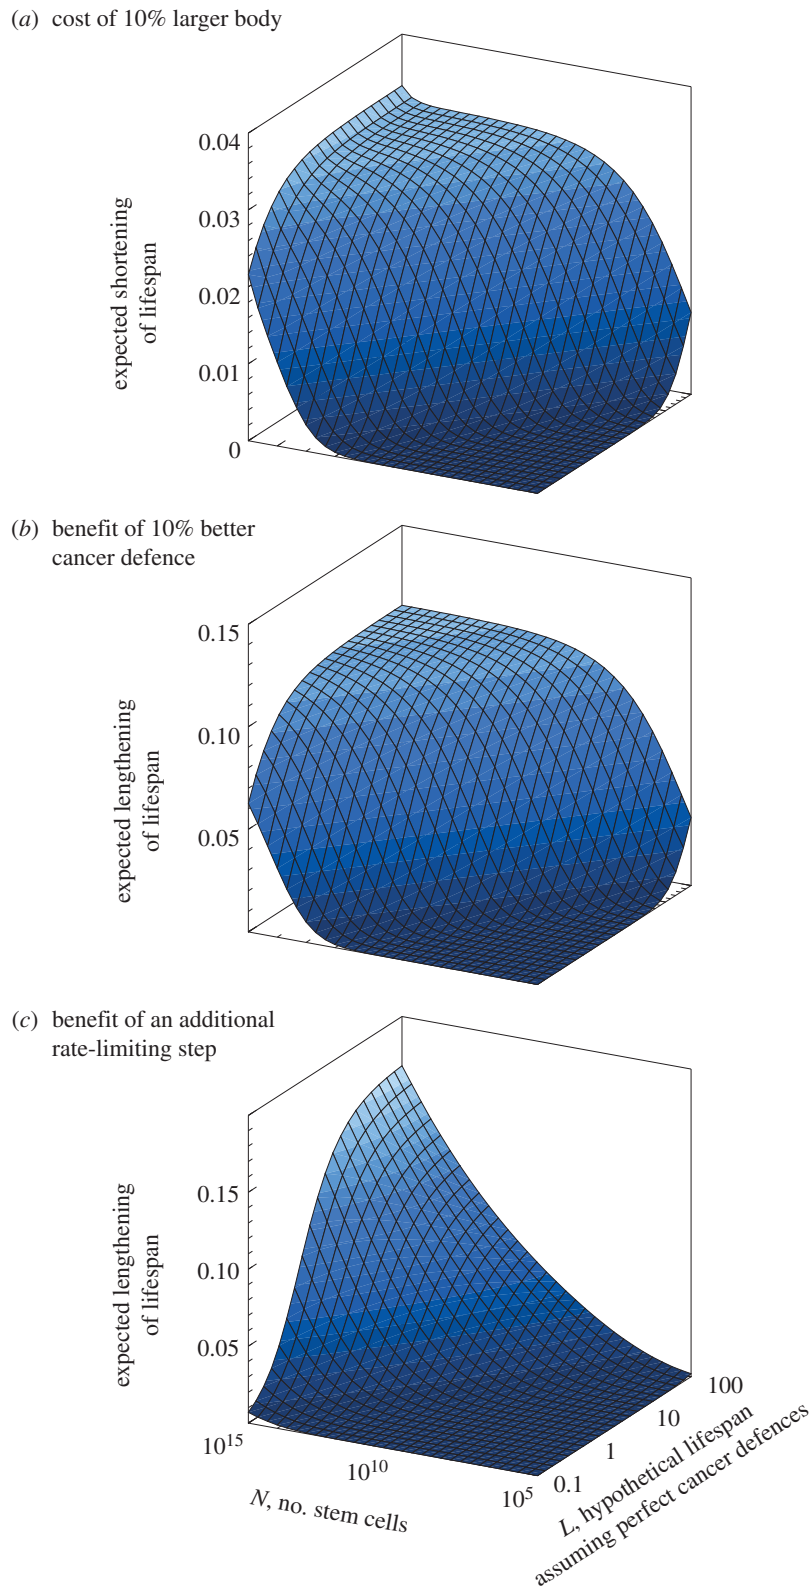 (a) cost of 10% larger body
0.04
0.03
0.02
0.01
0
expected shortening
of lifespan
(b) benefit of 10% better
cancer defence
0.15
0.10
0.05
expected lengthening
of lifespan
(c) benefit of an additional
rate-limiting step
0.15
0.10
0.05
expected lengthening
of lifespan
10¹⁵
10¹⁰
10⁵
N, no. stem cells
0.1
1
10
100
L, hypothetical lifespan
assuming perfect cancer defences